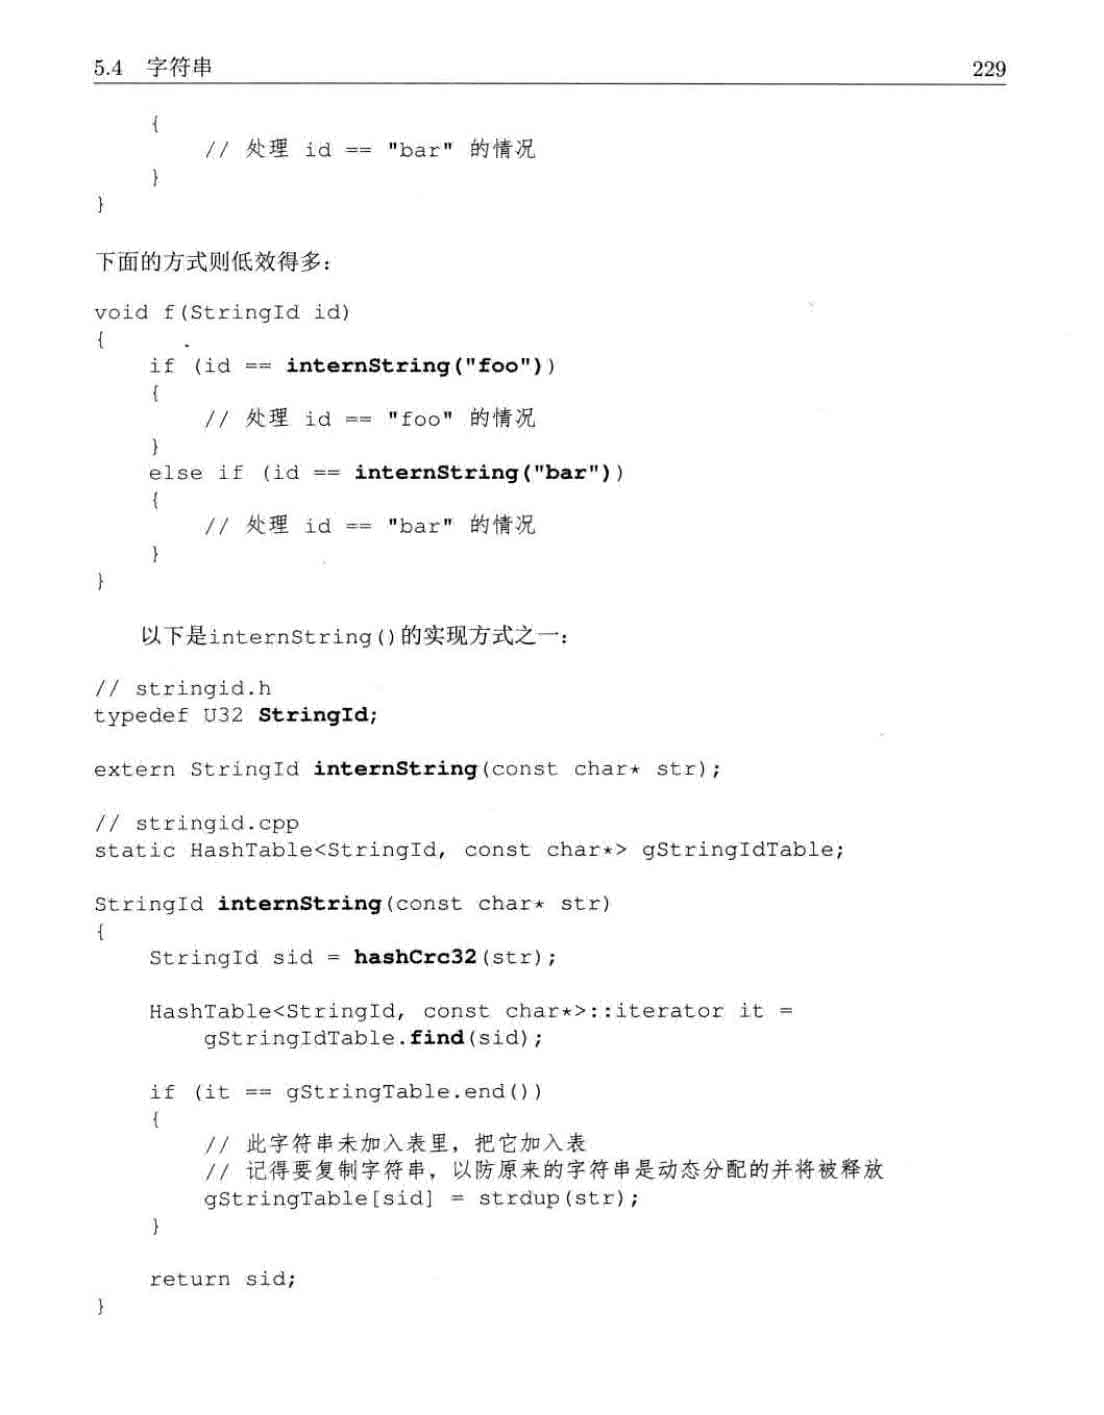 5.4 字符串 229
{
// 处理 id == "bar" 的情况
}
}
下面的方式则低效得多：
void f(StringId id)
{
if (id == internString("foo"))
{
// 处理 id == "foo" 的情况
}
else if (id == internString("bar"))
{
// 处理 id == "bar" 的情况
}
}
以下是internString()的实现方式之一：
// stringid.h
typedef U32 StringId;
extern StringId internString(const char* str);
// stringid.cpp
static HashTable<StringId, const char*> gStringIdTable;
StringId internString(const char* str)
{
StringId sid = hashCrc32(str);
HashTable<StringId, const char*>::iterator it =
gStringIdTable.find(sid);
if (it == gStringTable.end())
{
// 此字符串未加入表里，把它加入表
// 记得要复制字符串，以防原来的字符串是动态分配的并将被释放
gStringTable[sid] = strdup(str);
}
return sid;
}